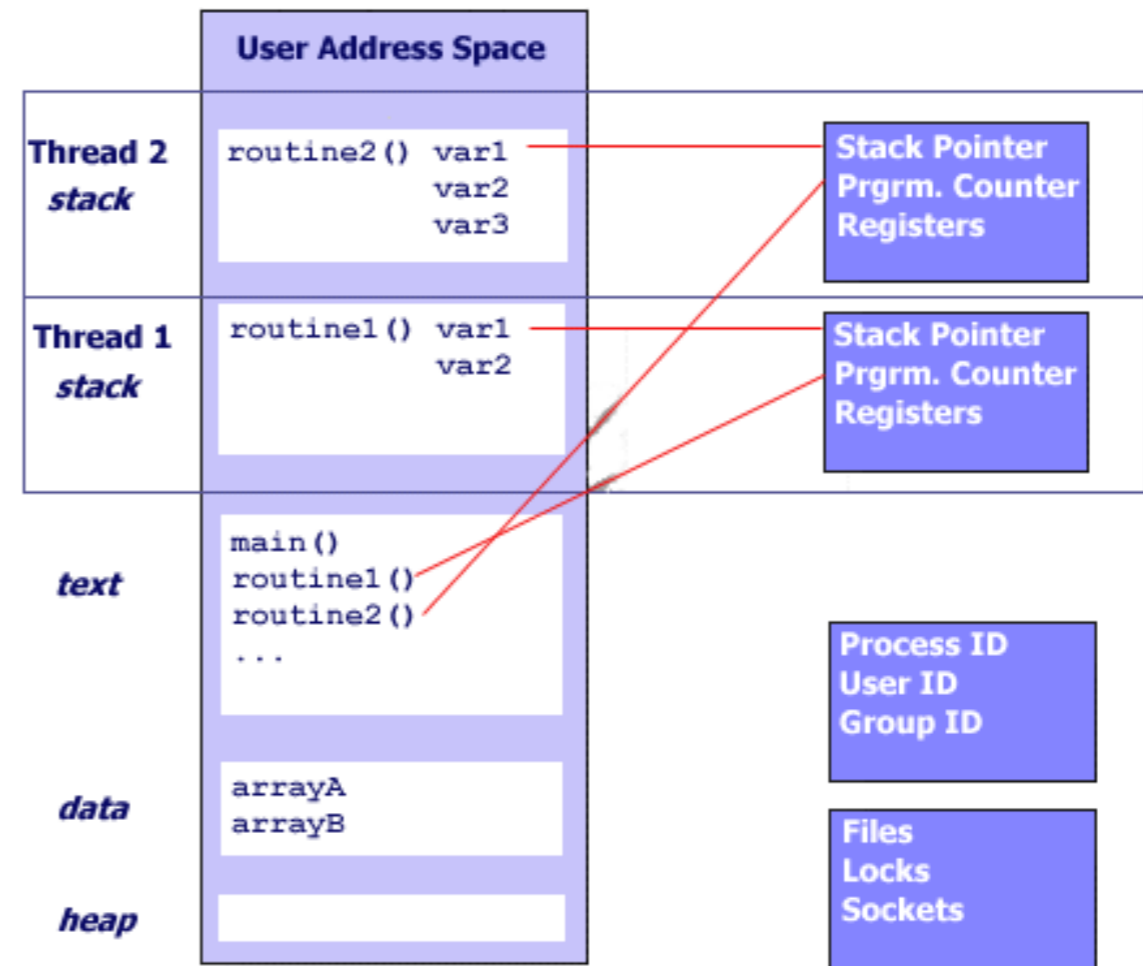 User Address Space
Thread 2
stack
routine2() var1
var2
var3
Stack Pointer
Prgrm. Counter
Registers
Thread 1
stack
routine1() var1
var2
Stack Pointer
Prgrm. Counter
Registers
text
main()
routine1()
routine2()
...
Process ID
User ID
Group ID
data
arrayA
arrayB
Files
Locks
Sockets
heap